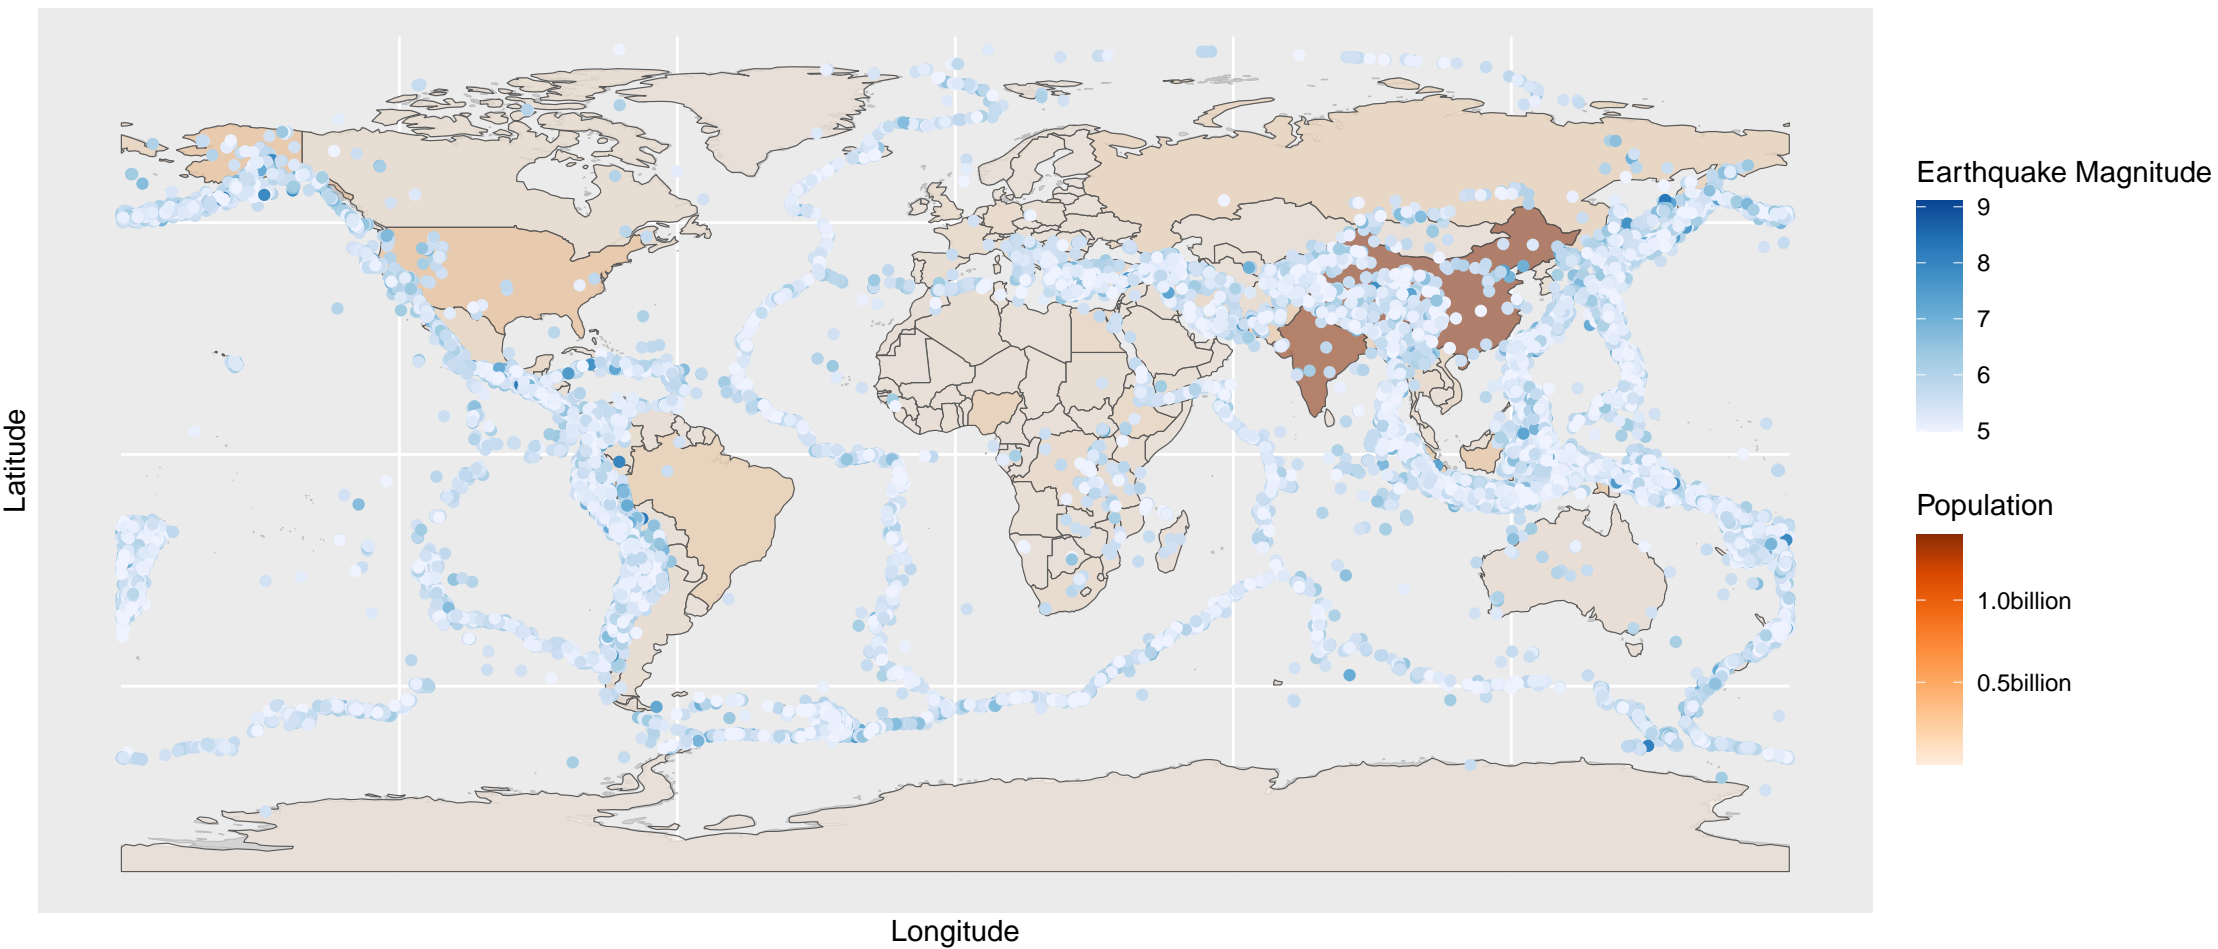 Latitude
Longitude
Earthquake Magnitude
9
8
7
6
5
Population
1.0billion
0.5billion